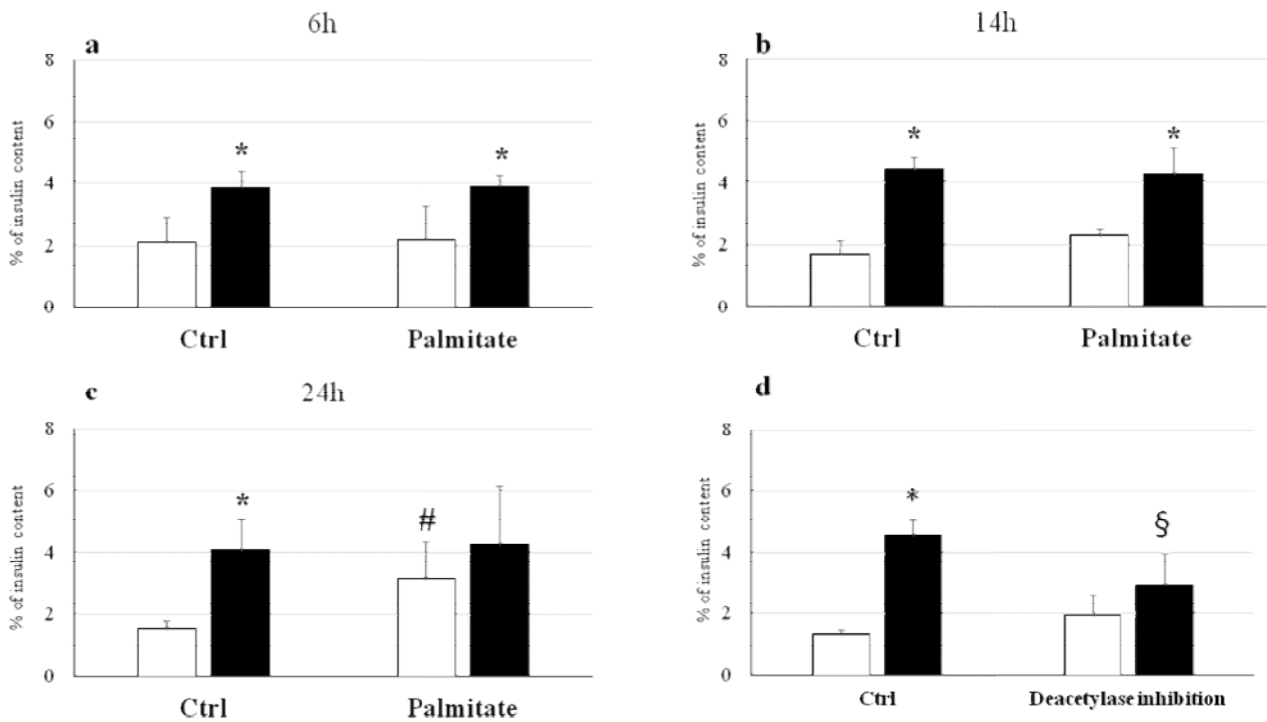 6h
a
% of insulin content
8
6
4
2
0
*
*
Ctrl
Palmitate
14h
b
% of insulin content
8
6
4
2
0
*
*
Ctrl
Palmitate
24h
c
% of insulin content
8
6
4
2
0
*
#
Ctrl
Palmitate
d
% of insulin content
8
6
4
2
0
*
§
Ctrl
Deacetylase inhibition